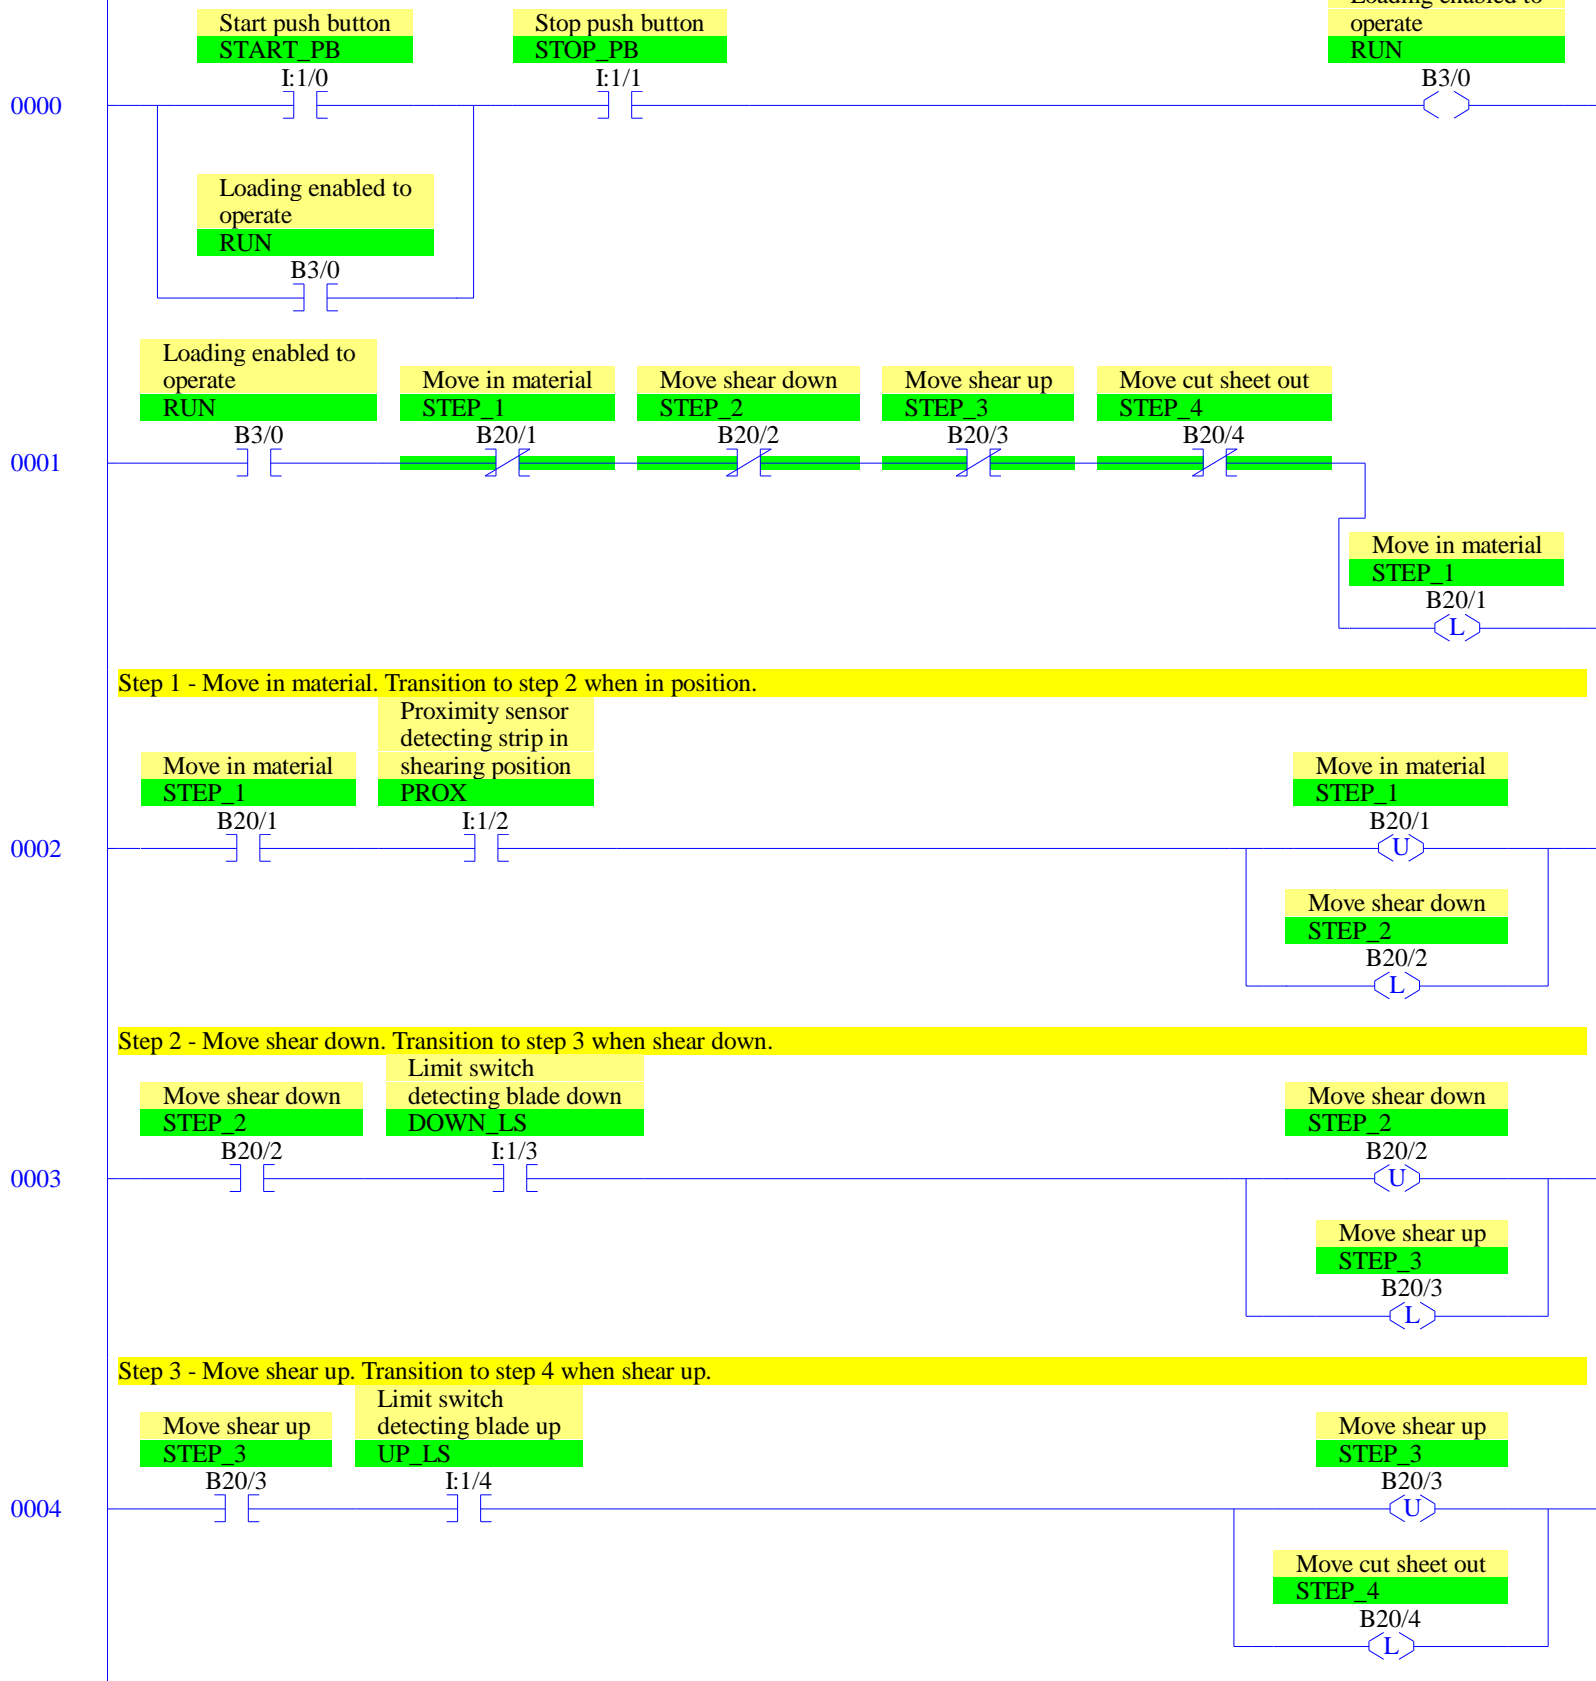 Start push button
START_PB
I:1/0
Stop push button
STOP_PB
I:1/1
Loading enabled to
operate
RUN
B3/0
0000
Loading enabled to
operate
RUN
B3/0
Loading enabled to
operate
RUN
B3/0
Move in material
STEP_1
B20/1
Move shear down
STEP_2
B20/2
Move shear up
STEP_3
B20/3
Move cut sheet out
STEP_4
B20/4
0001
Move in material
STEP_1
B20/1
L
Step 1 - Move in material. Transition to step 2 when in position.
Move in material
STEP_1
B20/1
Proximity sensor
detecting strip in
shearing position
PROX
I:1/2
Move in material
STEP_1
B20/1
0002
U
Move shear down
STEP_2
B20/2
L
Step 2 - Move shear down. Transition to step 3 when shear down.
Move shear down
STEP_2
B20/2
Limit switch
detecting blade down
DOWN_LS
I:1/3
Move shear down
STEP_2
B20/2
0003
U
Move shear up
STEP_3
B20/3
L
Step 3 - Move shear up. Transition to step 4 when shear up.
Move shear up
STEP_3
B20/3
Limit switch
detecting blade up
UP_LS
I:1/4
Move shear up
STEP_3
B20/3
0004
U
Move cut sheet out
STEP_4
B20/4
L